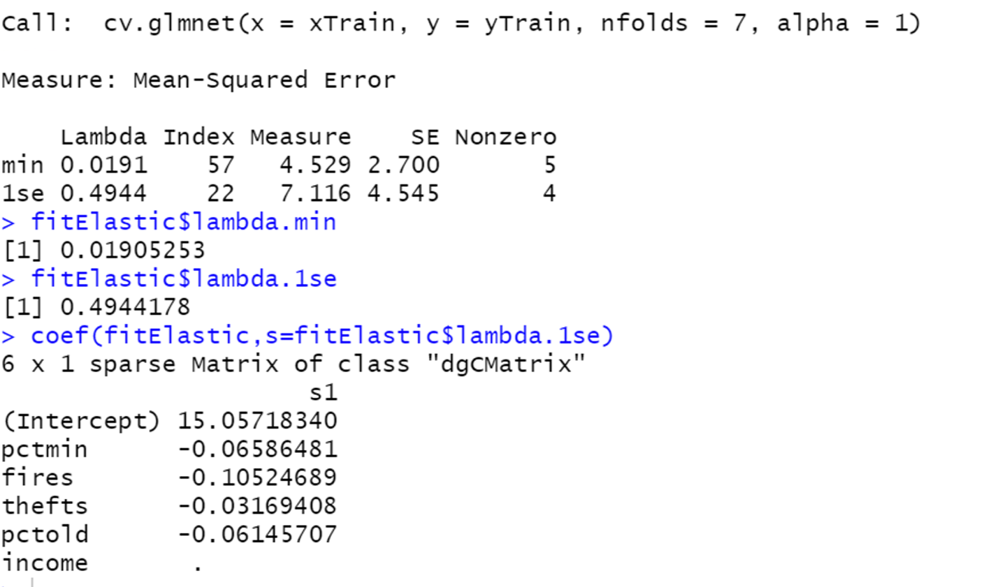 Call:  cv.glmnet(x = xTrain, y = yTrain, nfolds = 7, alpha = 1)
Measure: Mean-Squared Error
    Lambda Index Measure    SE Nonzero
min 0.0191    57   4.529 2.700       5
1se 0.4944    22   7.116 4.545       4
> fitElastic$lambda.min
[1] 0.01905253
> fitElastic$lambda.1se
[1] 0.4944178
> coef(fitElastic,s=fitElastic$lambda.1se)
6 x 1 sparse Matrix of class "dgCMatrix"
                     s1
(Intercept) 15.05718340
pctmin      -0.06586481
fires       -0.10524689
thefts      -0.03169408
pctold      -0.06145707
income       .